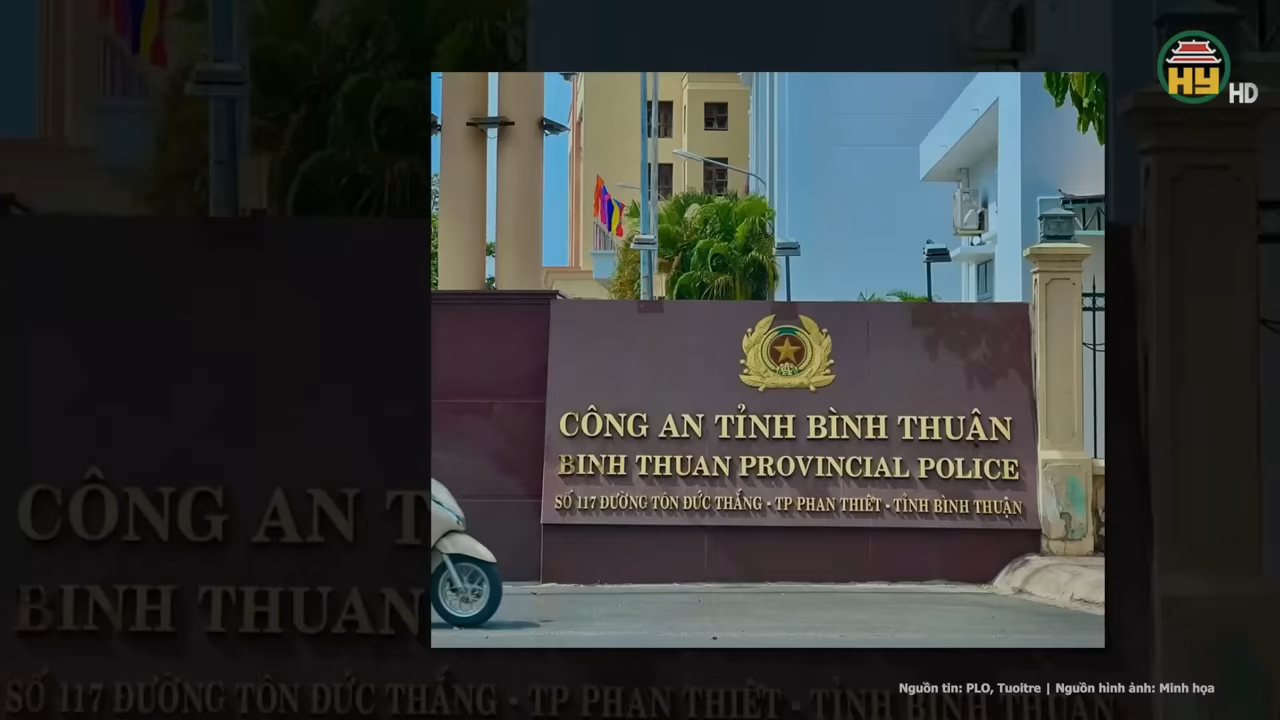 HY HD
CÔNG AN TỈNH BÌNH THUẬN
BINH THUAN PROVINCIAL POLICE
SỐ 117 ĐƯỜNG TÔN ĐỨC THẮNG - TP PHAN THIẾT - TỈNH BÌNH THUẬN
CÔNG AN T
BINH THUAN
SỐ 117 ĐƯỜNG TÔN ĐỨC THẮNG - TP PHAN THIẾT - TỈNH BÌNH THUẬN
Nguồn tin: PLO, Tuoitre | Nguồn hình ảnh: Minh họa